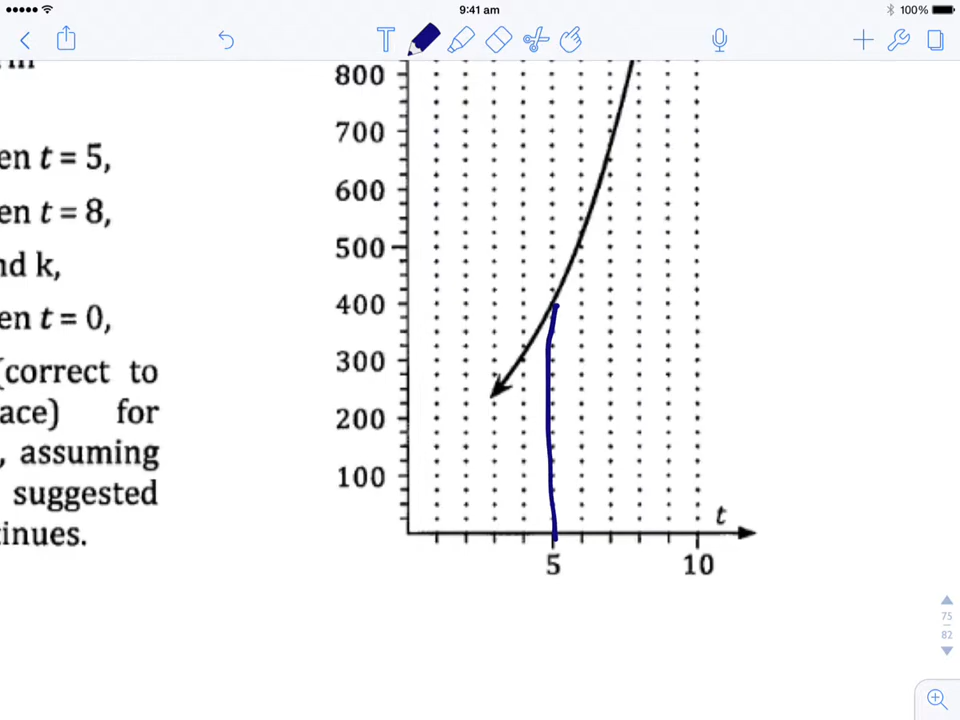 9:41 am
100%
T
en t = 5,
en t = 8,
nd k,
en t = 0,
(correct to
ace) for
, assuming
suggested
tinues.
800
700
600
500
400
300
200
100
t
5
10
75
82